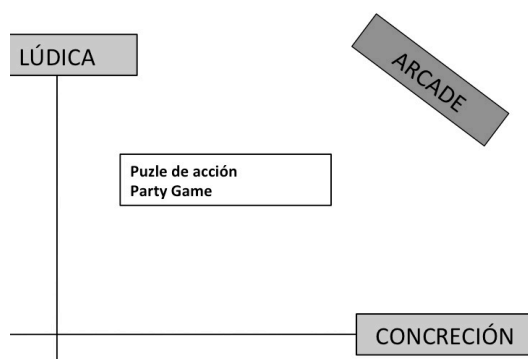 LÚDICA
ARCADE
Puzle de acción
Party Game
CONCRECIÓN